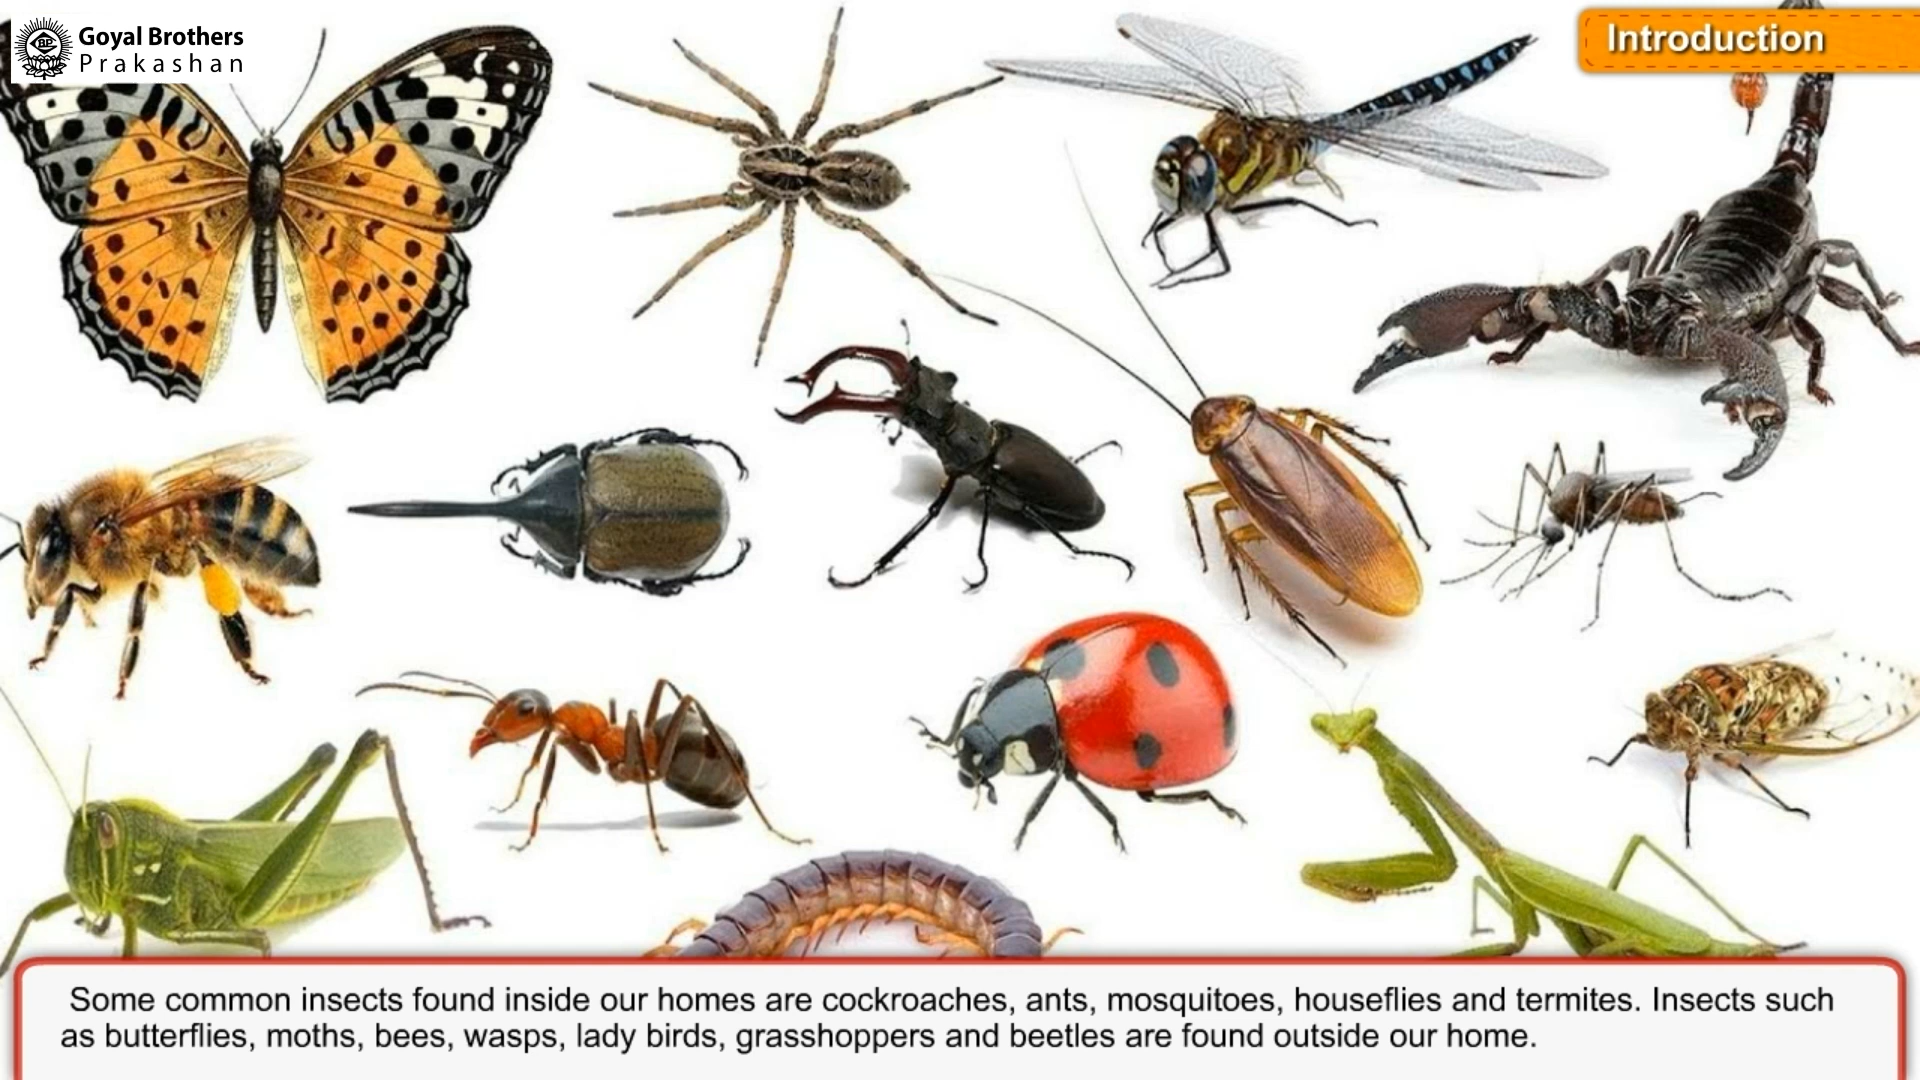 Goyal Brothers
Prakashan
Introduction
Some common insects found inside our homes are cockroaches, ants, mosquitoes, houseflies and termites. Insects such
as butterflies, moths, bees, wasps, lady birds, grasshoppers and beetles are found outside our home.